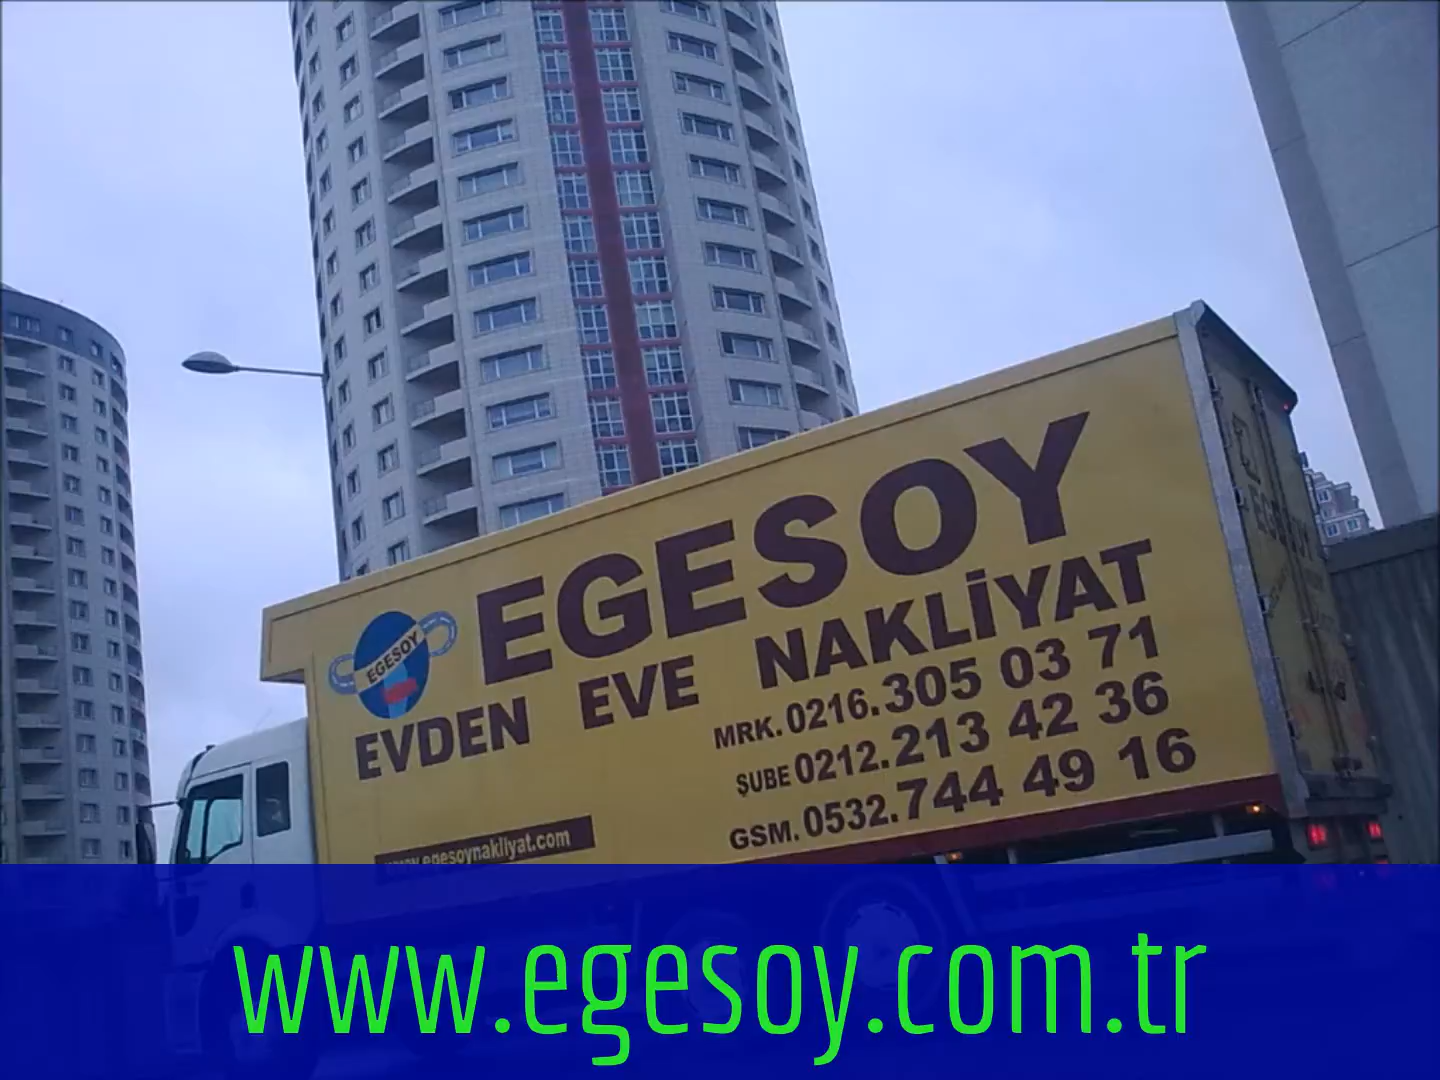 EGESOY
EGESOY
EVDEN EVE NAKLİYAT
MRK. 0216.305 03 71
ŞUBE 0212.213 42 36
GSM. 0532.744 49 16
www.egesoynakliyat.com
www.egesoy.com.tr